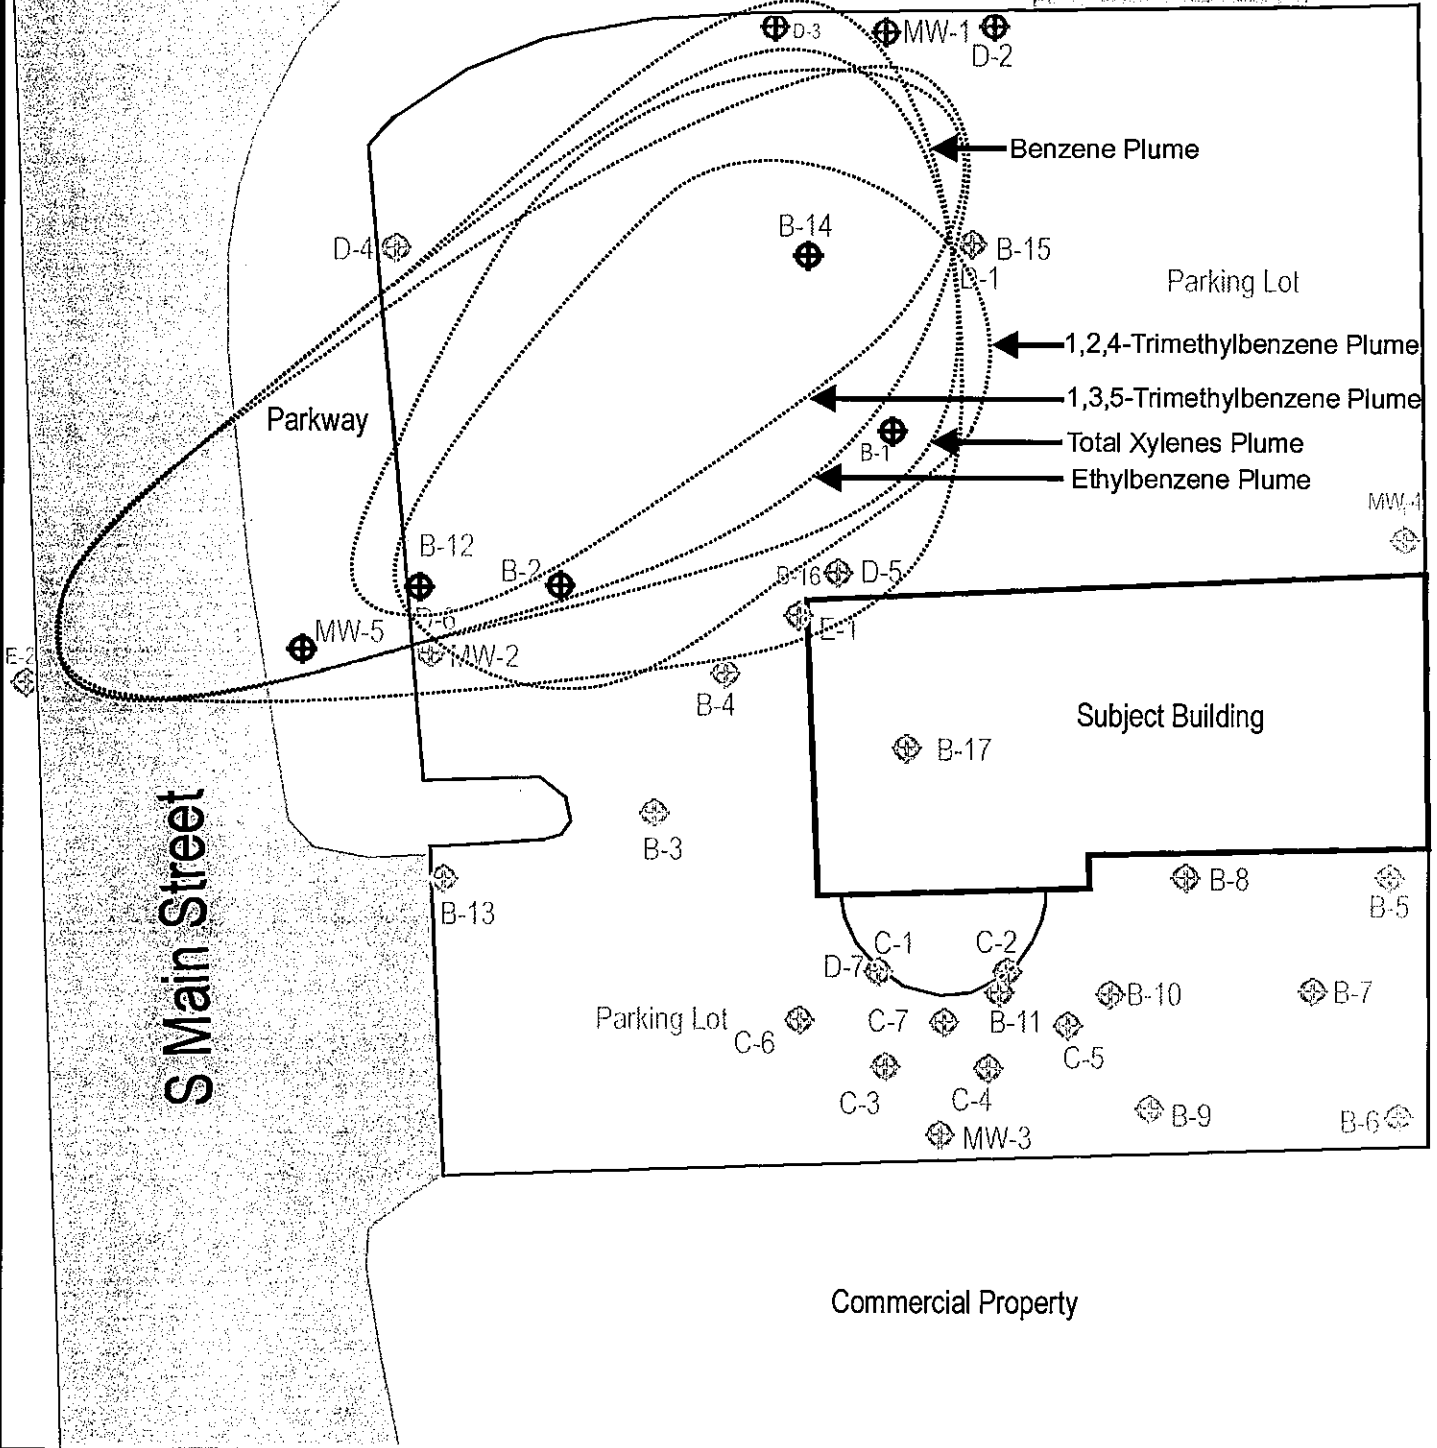 D-3
MW-1
D-2
Benzene Plume
B-14
D-4
B-15
D-1
Parking Lot
1,2,4-Trimethylbenzene Plume
1,3,5-Trimethylbenzene Plume
Parkway
Total Xylenes Plume
B-1
Ethylbenzene Plume
MW-4
B-12
B-2
B-16
D-5
D-6
MW-5
E-1
MW-2
E-2
B-4
Subject Building
B-17
S Main Street
B-3
B-8
B-5
B-13
C-1
C-2
D-7
B-10
B-7
Parking Lot
C-6
C-7
B-11
C-5
C-3
C-4
B-9
B-6
MW-3
Commercial Property